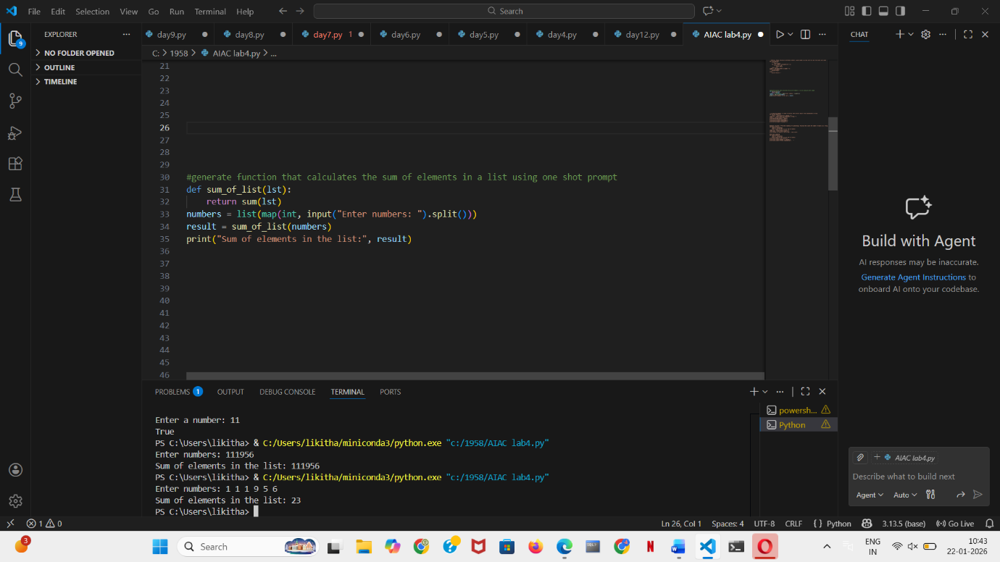 File Edit Selection View Go Run Terminal Help
Search
EXPLORER
NO FOLDER OPENED
OUTLINE
TIMELINE
9
day9.py day8.py day7.py 1 day6.py day5.py day4.py day12.py AIAC lab4.py
C: > 1958 > AIAC lab4.py > ...
21
22
23
24
25
26
27
28
29
30 #generate function that calculates the sum of elements in a list using one shot prompt
31 def sum_of_list(lst):
32 return sum(lst)
33 numbers = list(map(int, input("Enter numbers: ").split()))
34 result = sum_of_list(numbers)
35 print("Sum of elements in the list:", result)
36
37
38
39
40
41
42
43
44
45
46
PROBLEMS 1 OUTPUT DEBUG CONSOLE TERMINAL PORTS
Enter a number: 11
True
PS C:\Users\likitha> & C:/Users/likitha/miniconda3/python.exe "c:/1958/AIAC lab4.py"
Enter numbers: 111956
Sum of elements in the list: 111956
PS C:\Users\likitha> & C:/Users/likitha/miniconda3/python.exe "c:/1958/AIAC lab4.py"
Enter numbers: 1 1 1 9 5 6
Sum of elements in the list: 23
PS C:\Users\likitha>
powersh...
Python
CHAT
Build with Agent
AI responses may be inaccurate.
Generate Agent Instructions to
onboard AI onto your codebase.
AIAC lab4.py
Describe what to build next
Agent Auto
1 0
Ln 26, Col 1 Spaces: 4 UTF-8 CRLF { } Python 3.13.5 (base) Go Live
3
Search
ENG
IN
10:43
22-01-2026